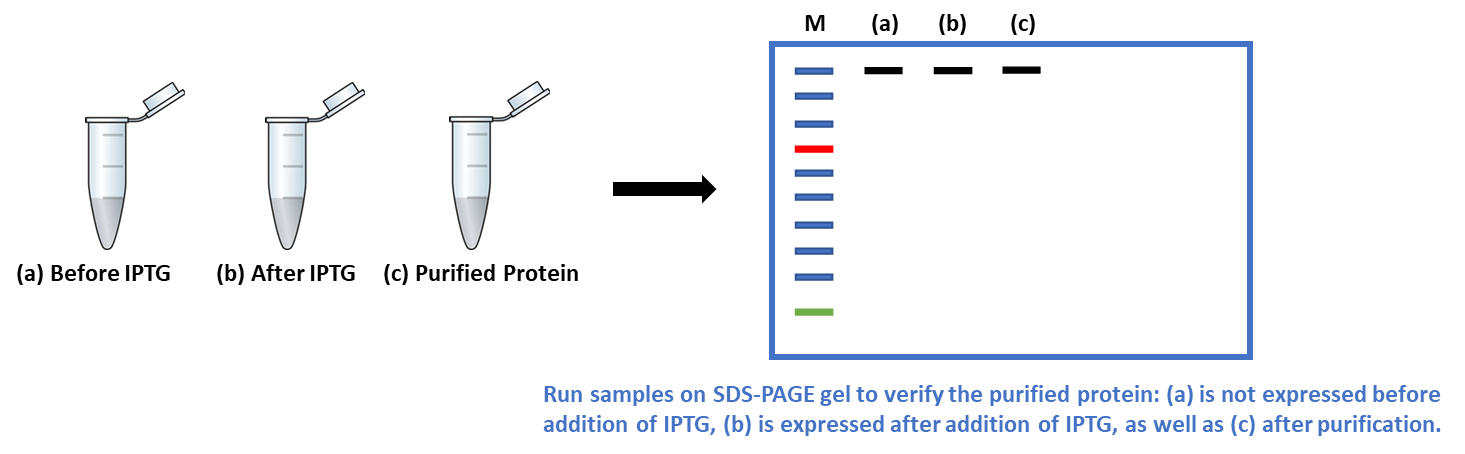 M (a) (b) (c)
(a) Before IPTG (b) After IPTG (c) Purified Protein
Run samples on SDS-PAGE gel to verify the purified protein: (a) is not expressed before
addition of IPTG, (b) is expressed after addition of IPTG, as well as (c) after purification.